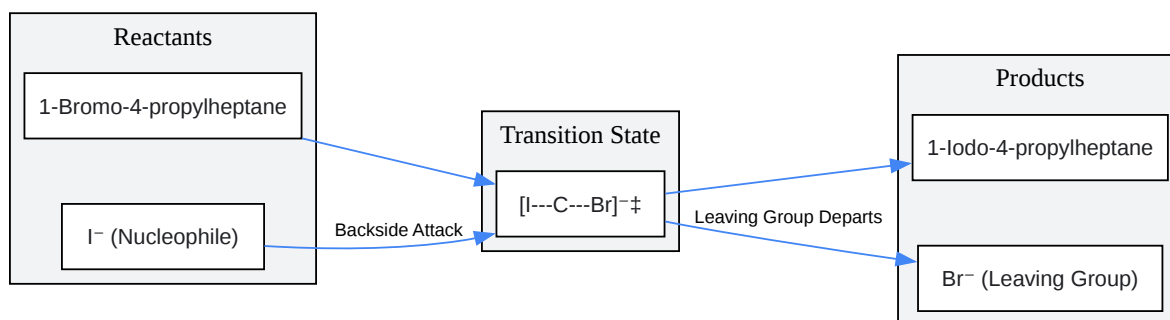 Reactants
1-Bromo-4-propylheptane
I⁻ (Nucleophile)
Backside Attack
Transition State
[I---C---Br]⁻‡
Leaving Group Departs
Products
1-Iodo-4-propylheptane
Br⁻ (Leaving Group)